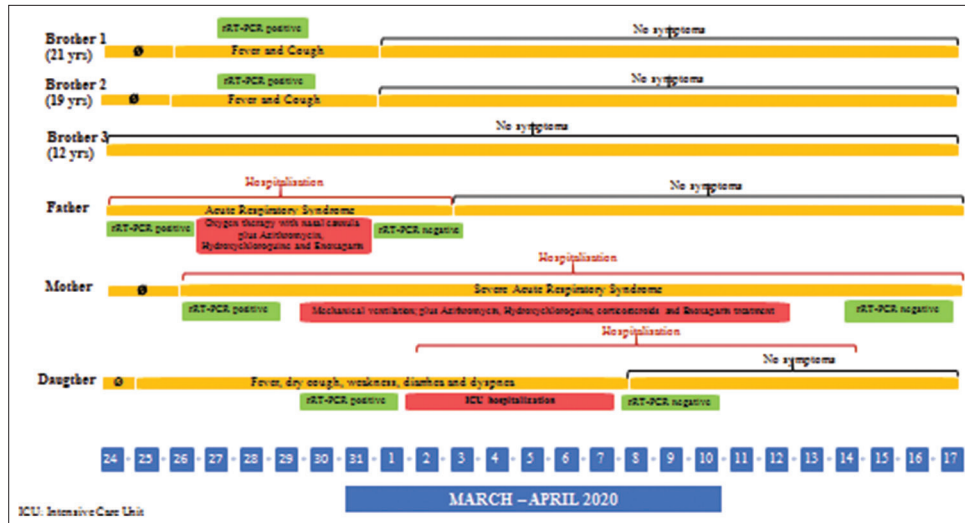 rRT-PCR positive
No symptoms
Brother 1
(21 yrs)
Ø
Fever and Cough
rRT-PCR positive
No symptoms
Brother 2
(19 yrs)
Ø
Fever and Cough
No symptoms
Brother 3
(12 yrs)
Hospitalisation
No symptoms
Father
Acute Respiratory Syndrome
rRT-PCR positive
Oxygen therapy with nasal cannula
plus Azithromycin,
Hydroxychloroquine and Enoxaparin
rRT-PCR negative
Hospitalisation
Mother
Ø
Severe Acute Respiratory Syndrome
rRT-PCR positive
Mechanical ventilation; plus Azithromycin, Hydroxychloroquine, corticosteroids and Enoxaparin treatment
rRT-PCR negative
Hospitalisation
No symptoms
Daugther
Ø
Fever, dry cough, weakness, diarrhea and dyspnea
rRT-PCR positive
ICU hospitalization
rRT-PCR negative
24 25 26 27 28 29 30 31 1 2 3 4 5 6 7 8 9 10 11 12 13 14 15 16 17
MARCH – APRIL 2020
ICU: Intensive Care Unit